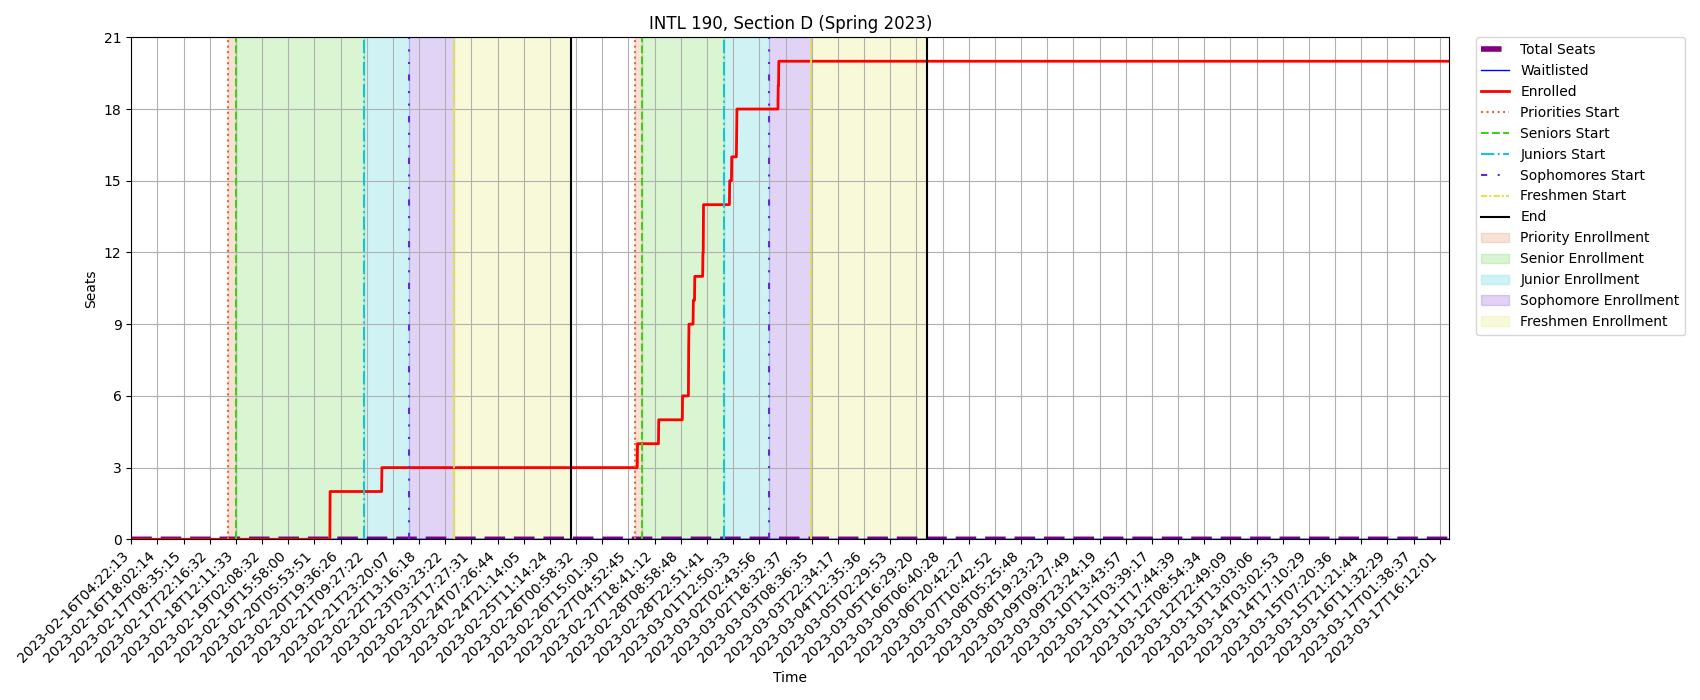 INTL 190, Section D (Spring 2023)
21
18
15
12
9
6
3
0
Seats
2023-02-16T04:22:13
2023-02-16T18:02:14
2023-02-17T08:35:15
2023-02-17T22:16:32
2023-02-18T12:11:33
2023-02-19T02:08:32
2023-02-19T15:58:00
2023-02-20T05:53:51
2023-02-20T19:36:26
2023-02-21T09:27:22
2023-02-21T23:20:07
2023-02-22T13:16:18
2023-02-23T03:23:22
2023-02-23T17:27:31
2023-02-24T07:26:44
2023-02-24T21:14:05
2023-02-25T11:14:24
2023-02-26T00:58:32
2023-02-26T15:01:30
2023-02-27T04:52:45
2023-02-27T18:41:12
2023-02-28T08:58:48
2023-02-28T22:51:41
2023-03-01T12:50:33
2023-03-02T02:43:56
2023-03-02T18:32:37
2023-03-03T08:36:35
2023-03-03T22:34:17
2023-03-04T12:35:36
2023-03-05T02:29:53
2023-03-05T16:29:20
2023-03-06T06:40:28
2023-03-06T20:42:27
2023-03-07T10:42:52
2023-03-08T05:25:48
2023-03-08T19:23:23
2023-03-09T09:27:49
2023-03-09T23:24:19
2023-03-10T13:43:57
2023-03-11T03:39:17
2023-03-11T17:44:39
2023-03-12T08:54:34
2023-03-12T22:49:09
2023-03-13T13:03:06
2023-03-14T03:02:53
2023-03-14T17:10:29
2023-03-15T07:20:36
2023-03-15T21:21:44
2023-03-16T11:32:29
2023-03-17T01:38:37
2023-03-17T16:12:01
Time
Total Seats
Waitlisted
Enrolled
Priorities Start
Seniors Start
Juniors Start
Sophomores Start
Freshmen Start
End
Priority Enrollment
Senior Enrollment
Junior Enrollment
Sophomore Enrollment
Freshmen Enrollment